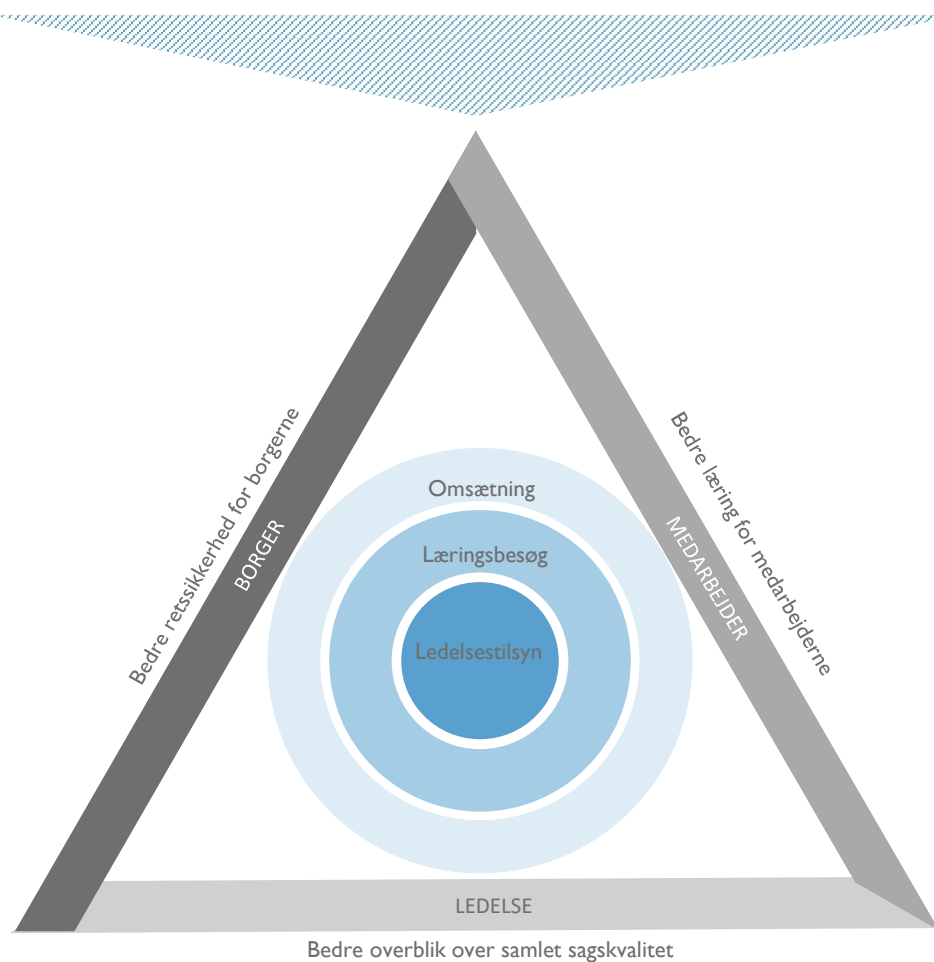 Bedre retssikkerhed for borgerne
BORGER
Omsætning
Læringsbesøg
Ledelsestilsyn
MEDARBEJDER
Bedre læring for medarbejderne
LEDELSE
Bedre overblik over samlet sagskvalitet